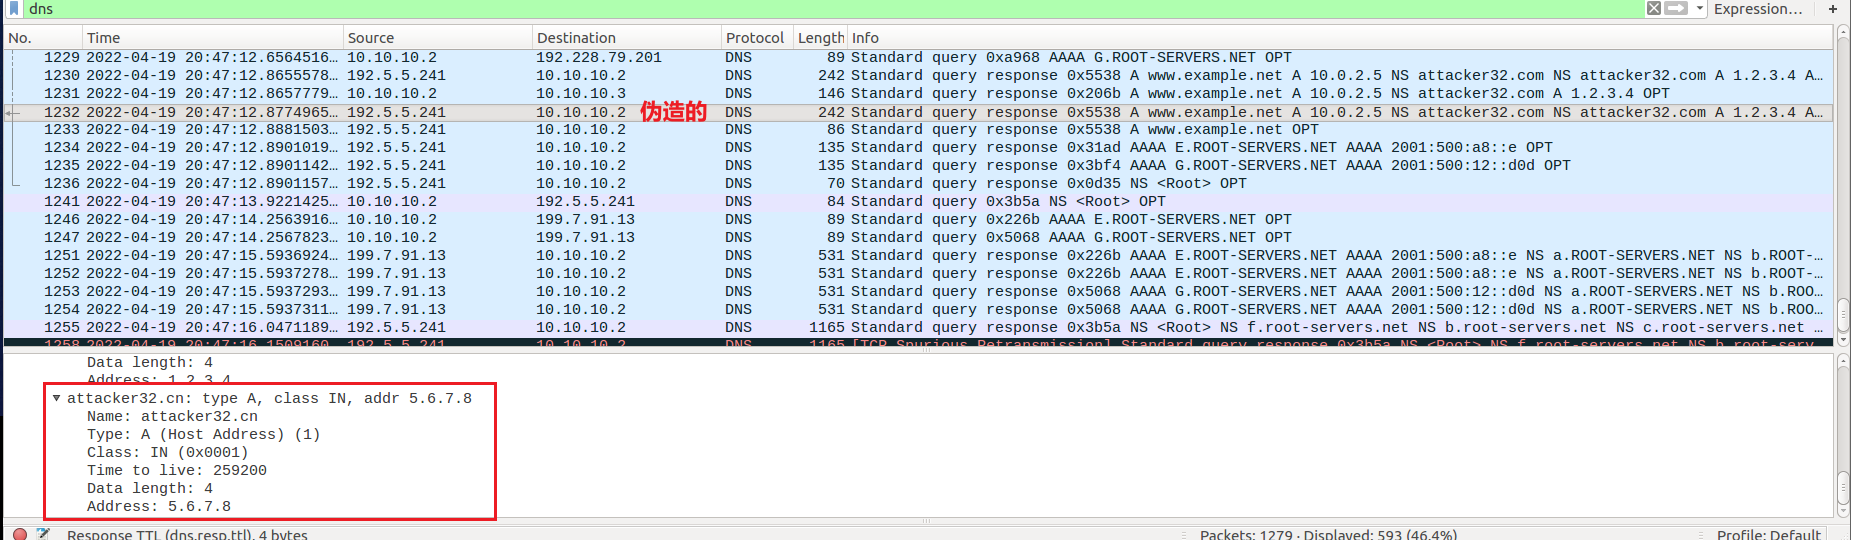 dns
Expression… +
No. Time Source Destination Protocol Length Info
1229 2022-04-19 20:47:12.6564516… 10.10.10.2 192.228.79.201 DNS 89 Standard query 0xa968 AAAA G.ROOT-SERVERS.NET OPT
1230 2022-04-19 20:47:12.8655578… 192.5.5.241 10.10.10.2 DNS 242 Standard query response 0x5538 A www.example.net A 10.0.2.5 NS attacker32.com NS attacker32.com A 1.2.3.4 A…
1231 2022-04-19 20:47:12.8657779… 10.10.10.2 10.10.10.3 DNS 146 Standard query response 0x206b A www.example.net A 1.2.3.4 OPT
1232 2022-04-19 20:47:12.8774965… 192.5.5.241 10.10.10.2 伪造的 DNS 242 Standard query response 0x5538 A www.example.net A 10.0.2.5 NS attacker32.com NS attacker32.com A 1.2.3.4 A…
1233 2022-04-19 20:47:12.8881503… 192.5.5.241 10.10.10.2 DNS 86 Standard query response 0x5538 A www.example.net OPT
1234 2022-04-19 20:47:12.8901019… 192.5.5.241 10.10.10.2 DNS 135 Standard query response 0x31ad AAAA E.ROOT-SERVERS.NET AAAA 2001:500:a8::e OPT
1235 2022-04-19 20:47:12.8901142… 192.5.5.241 10.10.10.2 DNS 135 Standard query response 0x3bf4 AAAA G.ROOT-SERVERS.NET AAAA 2001:500:12::d0d OPT
1236 2022-04-19 20:47:12.8901157… 192.5.5.241 10.10.10.2 DNS 70 Standard query response 0x0d35 NS <Root> OPT
1241 2022-04-19 20:47:13.9221425… 10.10.10.2 192.5.5.241 DNS 84 Standard query 0x3b5a NS <Root> OPT
1246 2022-04-19 20:47:14.2563916… 10.10.10.2 199.7.91.13 DNS 89 Standard query 0x226b AAAA E.ROOT-SERVERS.NET OPT
1247 2022-04-19 20:47:14.2567823… 10.10.10.2 199.7.91.13 DNS 89 Standard query 0x5068 AAAA G.ROOT-SERVERS.NET OPT
1251 2022-04-19 20:47:15.5936924… 199.7.91.13 10.10.10.2 DNS 531 Standard query response 0x226b AAAA E.ROOT-SERVERS.NET AAAA 2001:500:a8::e NS a.ROOT-SERVERS.NET NS b.ROOT-…
1252 2022-04-19 20:47:15.5937278… 199.7.91.13 10.10.10.2 DNS 531 Standard query response 0x226b AAAA E.ROOT-SERVERS.NET AAAA 2001:500:a8::e NS a.ROOT-SERVERS.NET NS b.ROOT-…
1253 2022-04-19 20:47:15.5937293… 199.7.91.13 10.10.10.2 DNS 531 Standard query response 0x5068 AAAA G.ROOT-SERVERS.NET AAAA 2001:500:12::d0d NS a.ROOT-SERVERS.NET NS b.ROO…
1254 2022-04-19 20:47:15.5937311… 199.7.91.13 10.10.10.2 DNS 531 Standard query response 0x5068 AAAA G.ROOT-SERVERS.NET AAAA 2001:500:12::d0d NS a.ROOT-SERVERS.NET NS b.ROO…
1255 2022-04-19 20:47:16.0471189… 192.5.5.241 10.10.10.2 DNS 1165 Standard query response 0x3b5a NS <Root> NS f.root-servers.net NS b.root-servers.net NS c.root-servers.net …
1258 2022-04-19 20:47:16.1509160… 192.5.5.241 10.10.10.2 DNS 1165 [TCP Spurious Retransmission] Standard query response 0x3b5a NS <Root> NS f.root-servers.net NS b.root-serv…
Data length: 4
Address: 1.2.3.4
attacker32.cn: type A, class IN, addr 5.6.7.8
Name: attacker32.cn
Type: A (Host Address) (1)
Class: IN (0x0001)
Time to live: 259200
Data length: 4
Address: 5.6.7.8
Response TTL (dns.resp.ttl), 4 bytes Packets: 1279 · Displayed: 593 (46.4%) Profile: Default